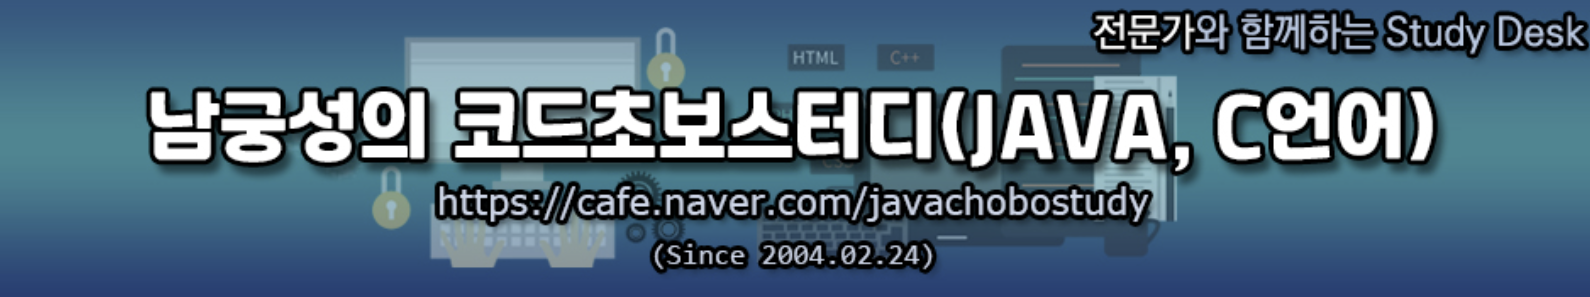 전문가와 함께하는 Study Desk
HTML
C++
남궁성의 코드초보스터디(JAVA, C언어)
https://cafe.naver.com/javachobostudy
(Since 2004.02.24)